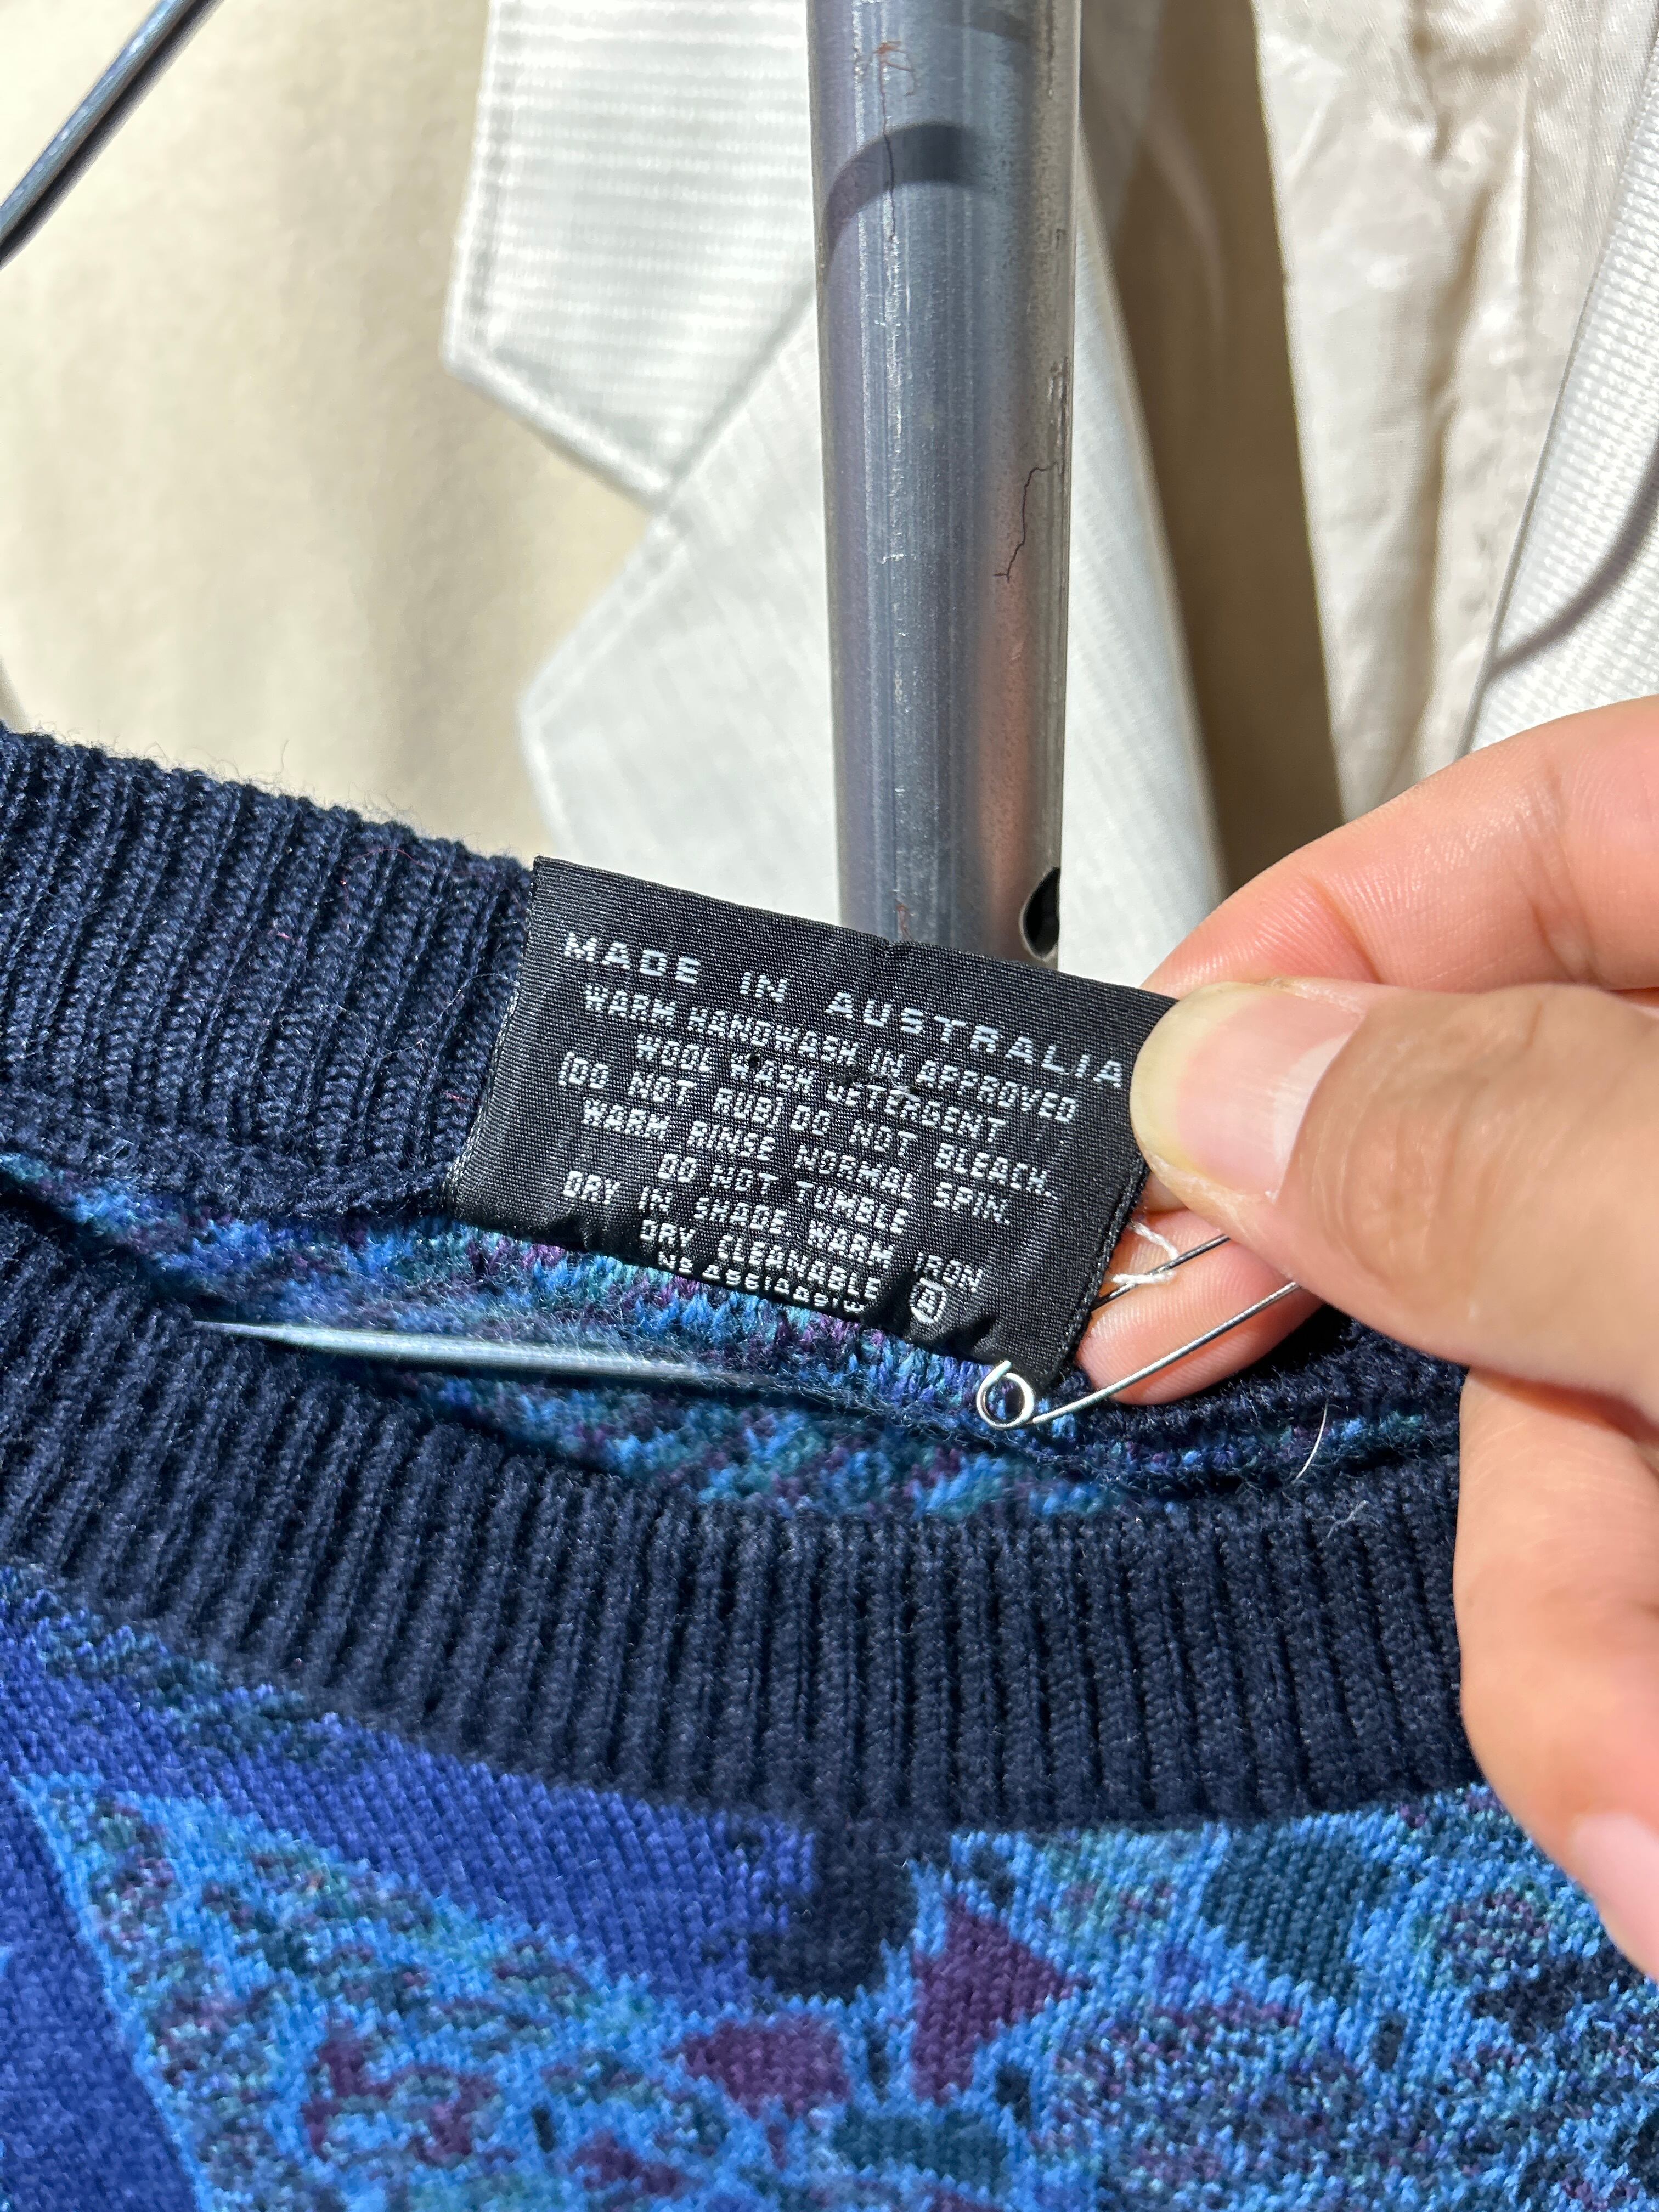 MADE IN AUSTRALIA
WARM HANDWASH IN APPROVED
WOOL WASH DETERGENT
(DO NOT RUB) DO NOT BLEACH.
WARM RINSE NORMAL SPIN.
DO NOT TUMBLE
DRY IN SHADE WARM IRON
DRY CLEANABLE Ⓐ